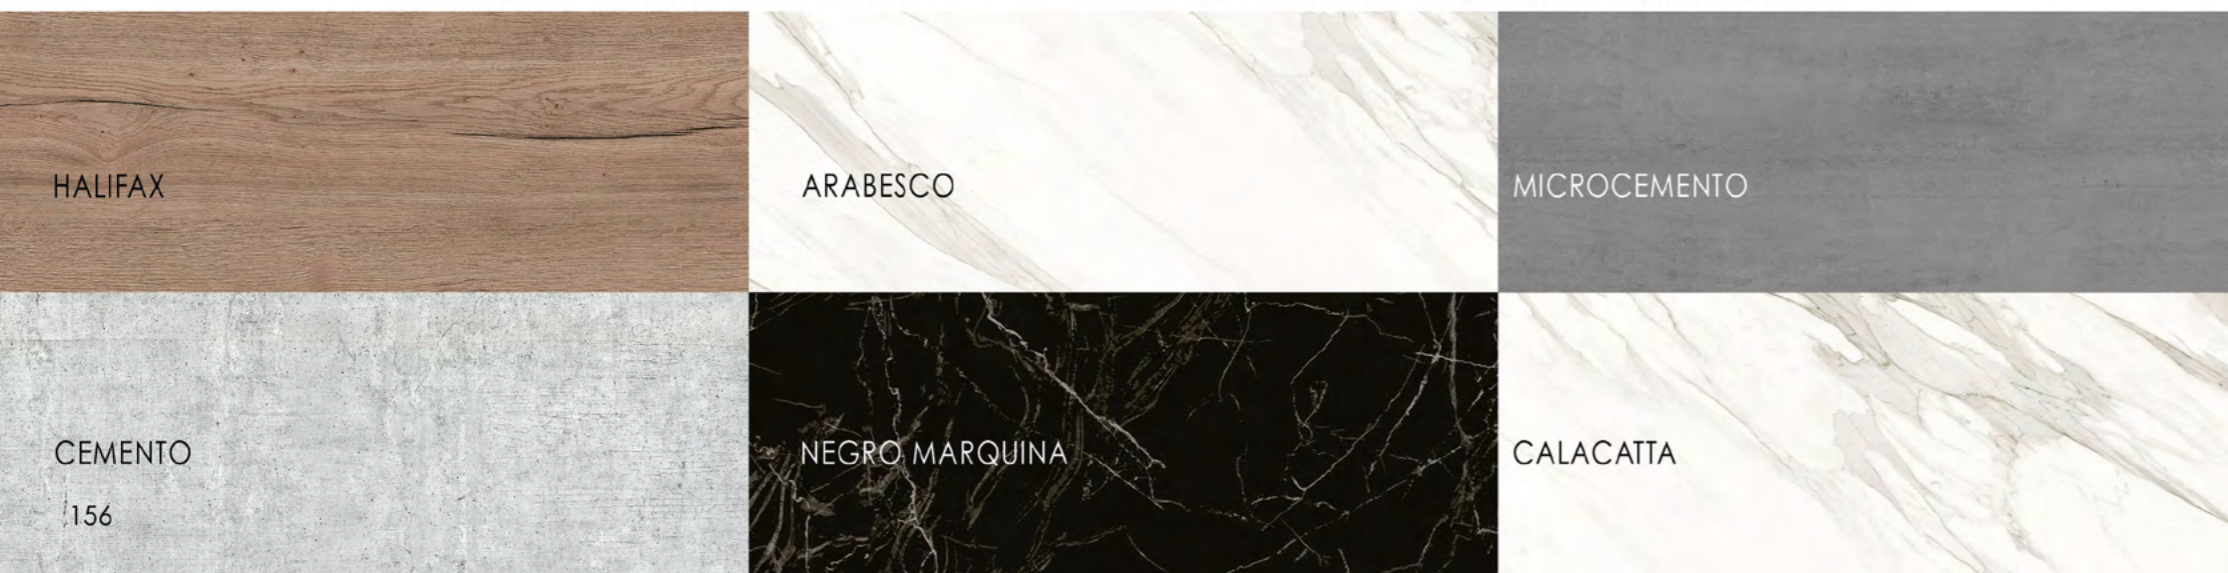 HALIFAX
ARABESCO
MICROCEMENTO
CEMENTO
NEGRO MARQUINA
CALACATTA
156